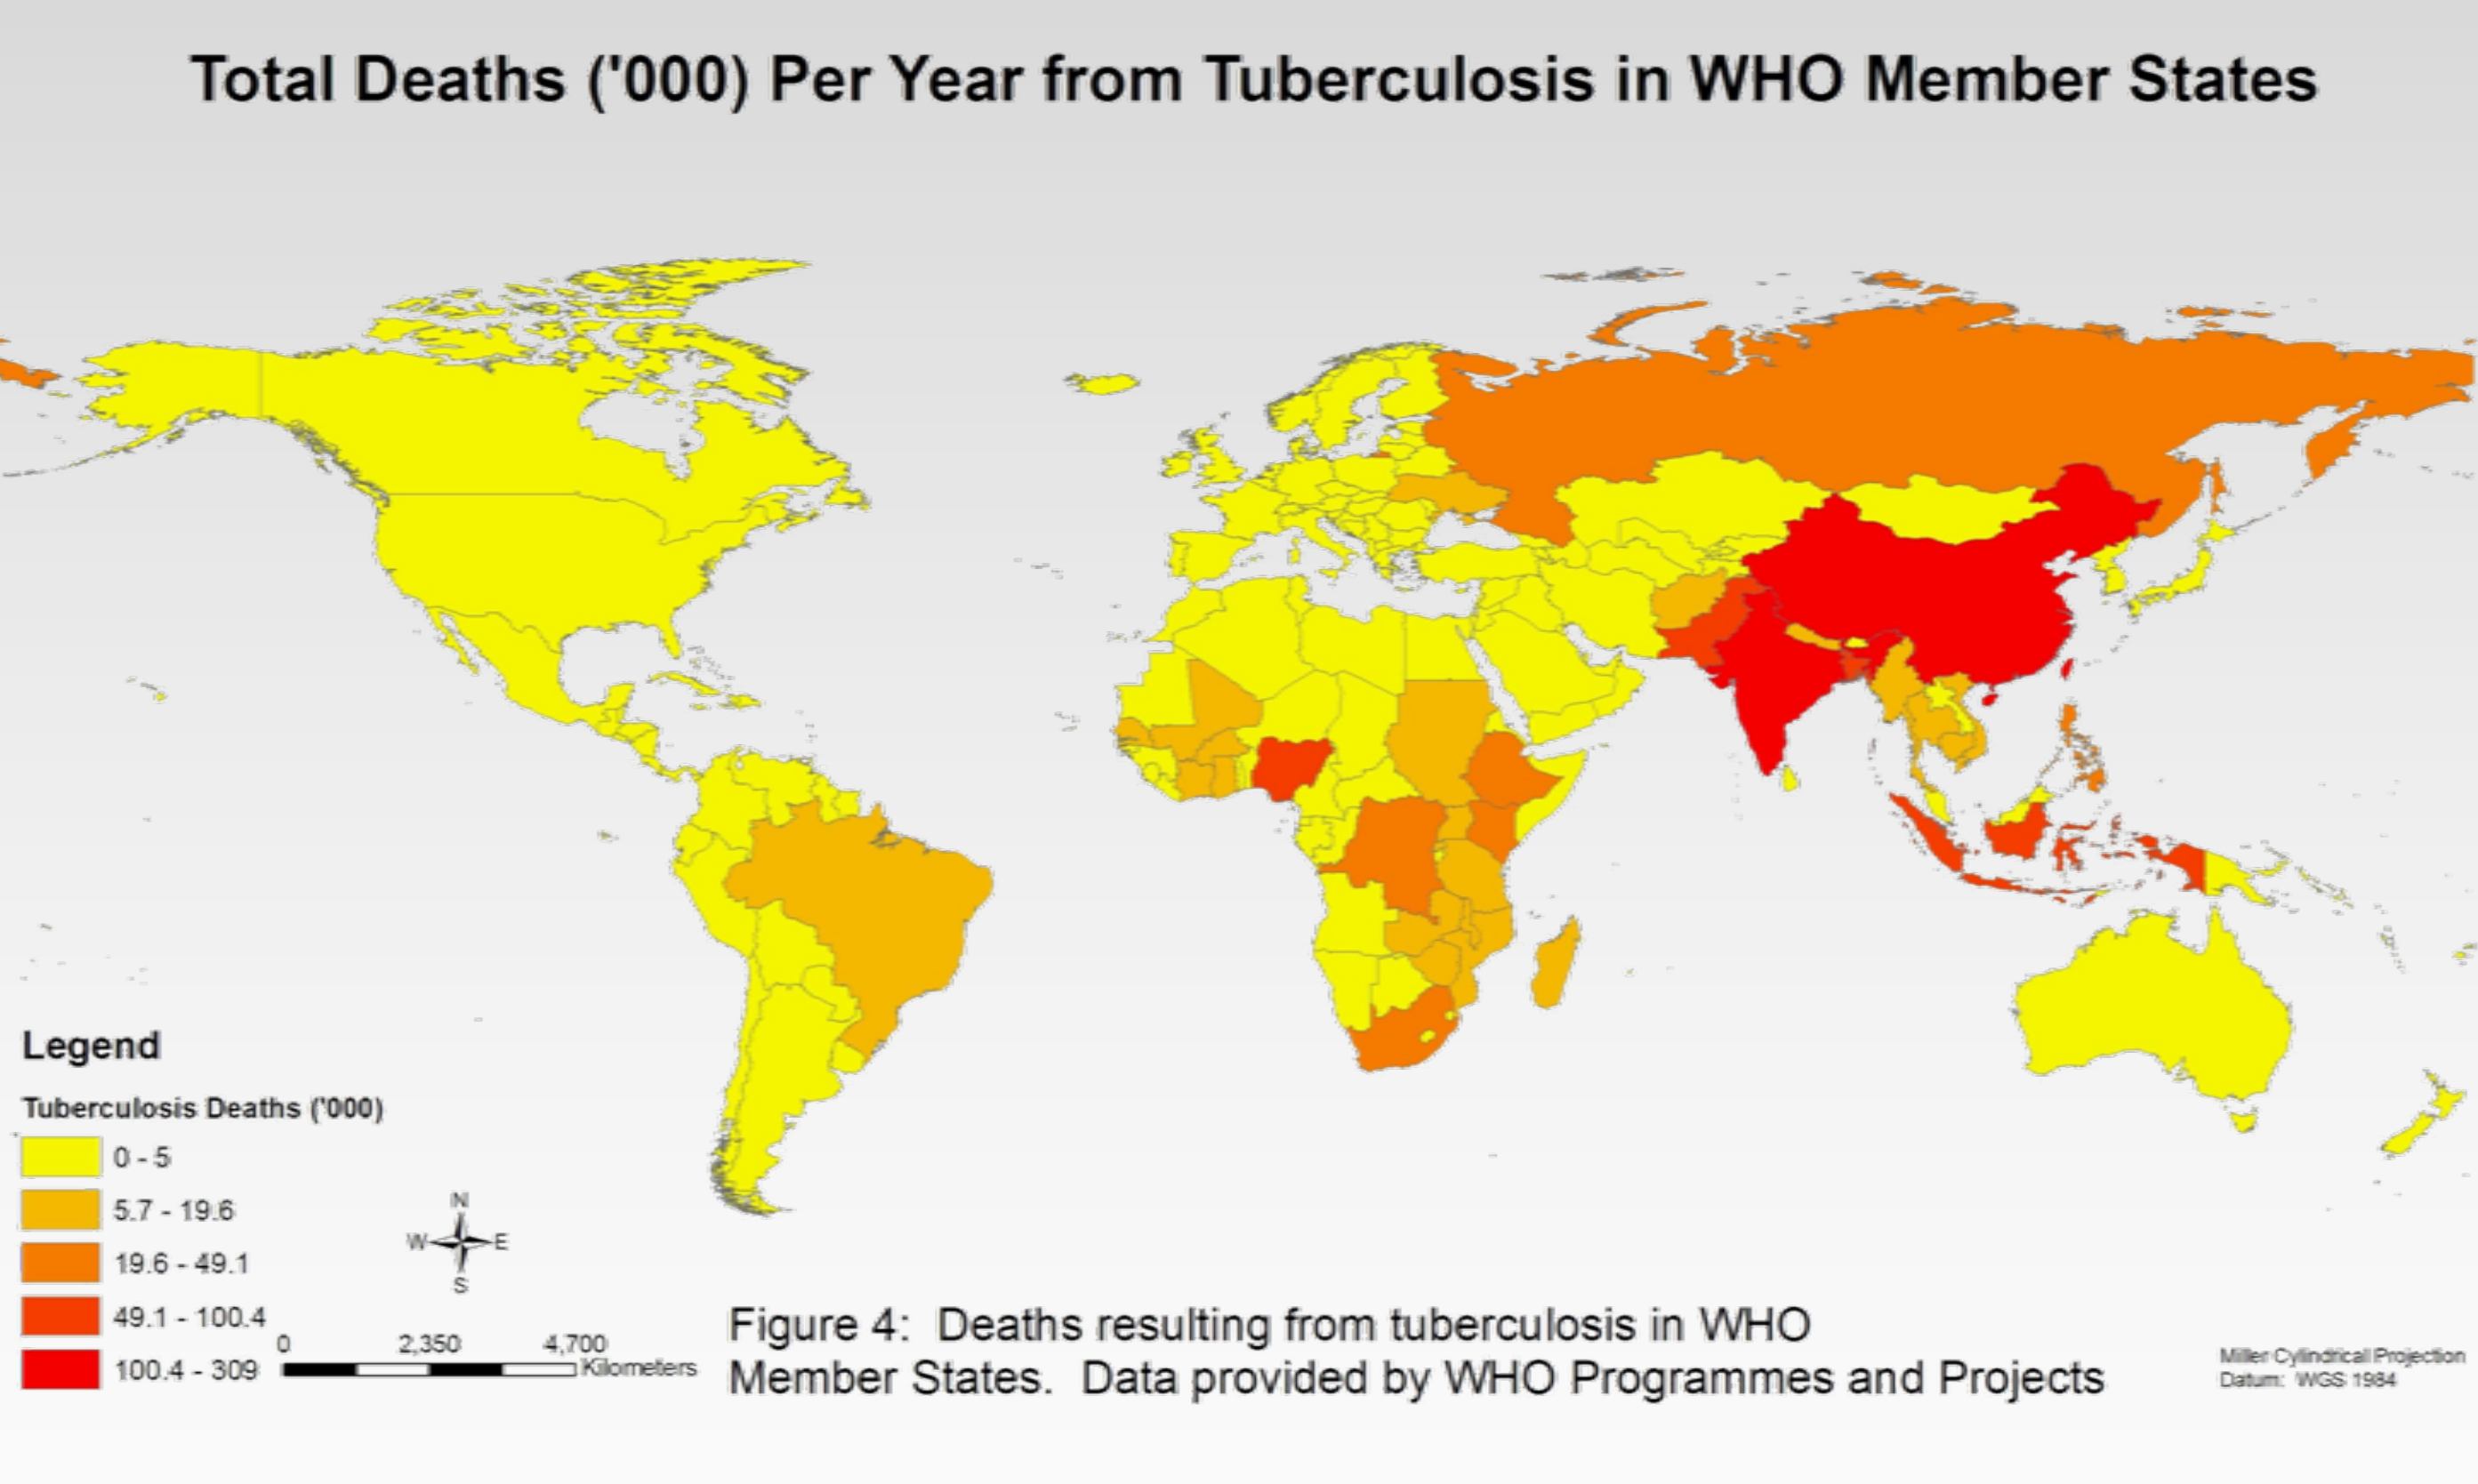 Total Deaths ('000) Per Year from Tuberculosis in WHO Member States
Legend
Tuberculosis Deaths ('000)
0 - 5
5.7 - 19.6
19.6 - 49.1
49.1 - 100.4
100.4 - 309
N
W E
S
0 2,350 4,700
Kilometers
Figure 4: Deaths resulting from tuberculosis in WHO
Member States. Data provided by WHO Programmes and Projects
Miller Cylindrical Projection
Datum: WGS 1984